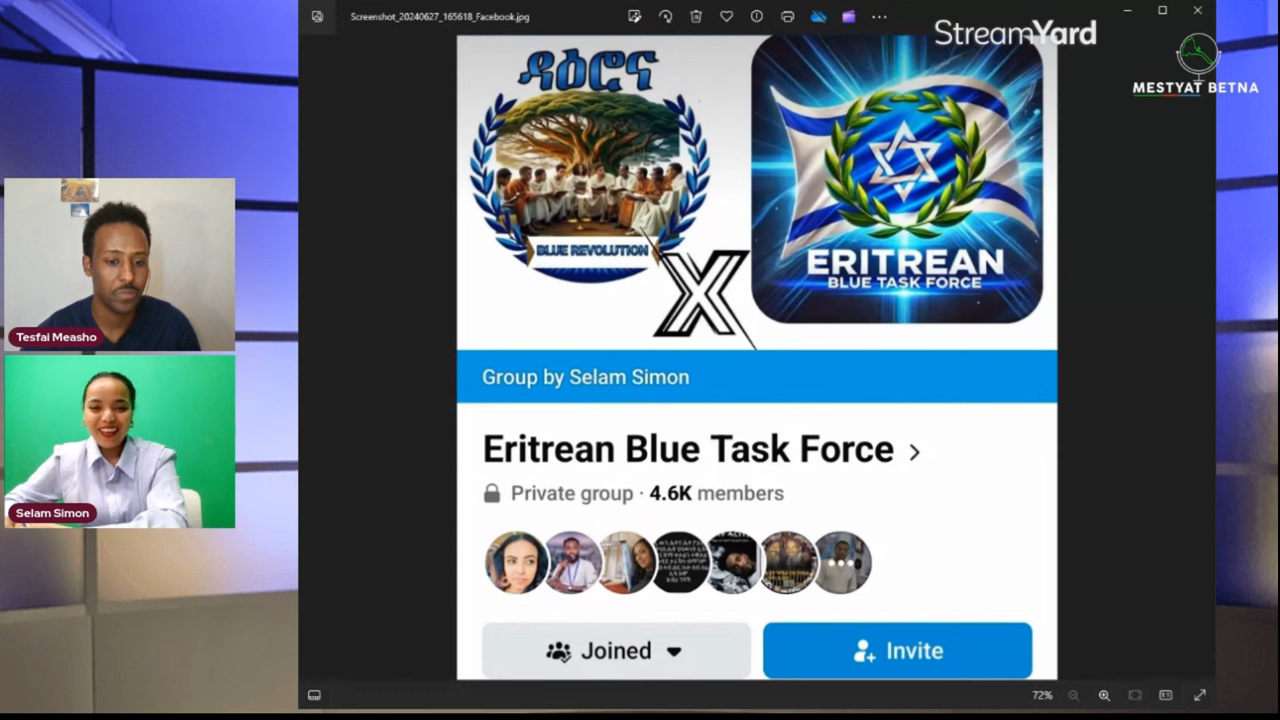 Screenshot_20240627_165618_Facebook.jpg
StreamYard
MESTYAT BETNA
ዳዕሮና
BLUE REVOLUTION
X
ERITREAN
BLUE TASK FORCE
Group by Selam Simon
Eritrean Blue Task Force
Private group · 4.6K members
Joined
Invite
Tesfai Measho
Selam Simon
72%